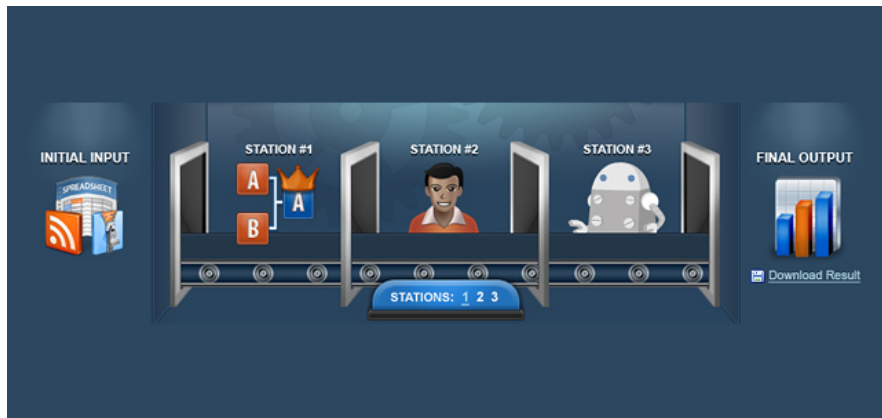 INITIAL INPUT
SPREADSHEET
STATION #1
A
B
A
STATION #2
STATION #3
FINAL OUTPUT
Download Result
STATIONS: 1 2 3